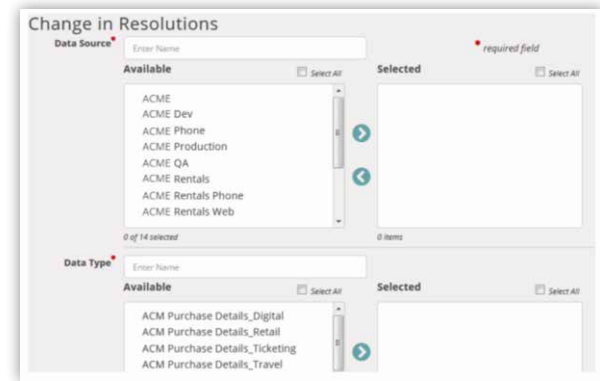 Change in Resolutions
Data Source* Enter Name * required field
Available Select All Selected Select All
ACME
ACME Dev
ACME Phone
ACME Production
ACME QA
ACME Rentals
ACME Rentals Phone
ACME Rentals Web
0 of 14 selected 0 items
Data Type* Enter Name
Available Select All Selected Select All
ACM Purchase Details_Digital
ACM Purchase Details_Retail
ACM Purchase Details_Ticketing
ACM Purchase Details_Travel